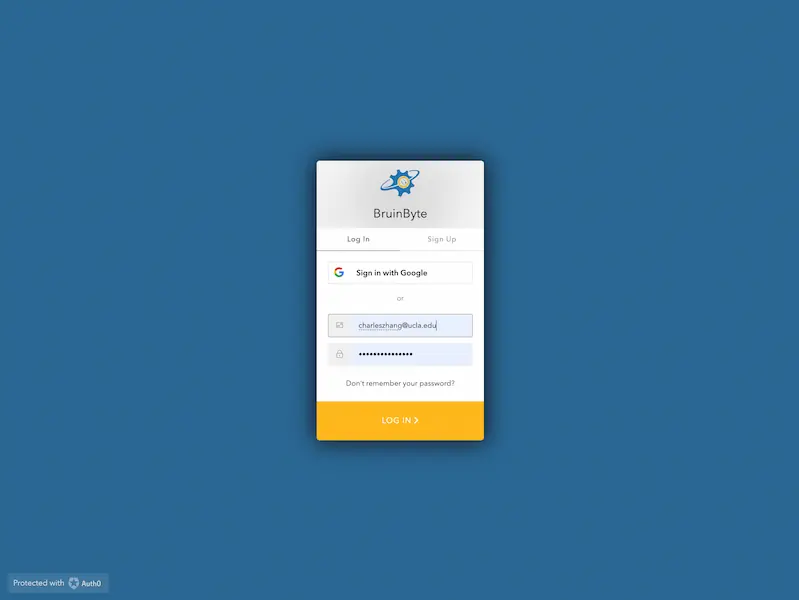 BruinByte
Log In
Sign Up
Sign in with Google
or
charleszhang@ucla.edu
•••••••••••••••
Don't remember your password?
LOG IN >
Protected with Auth0